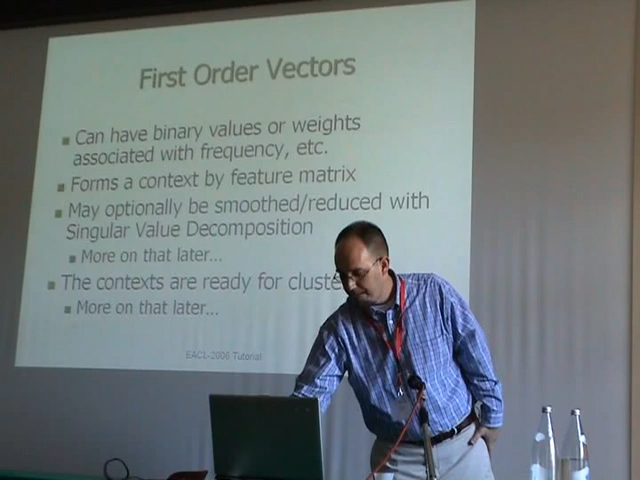 First Order Vectors
Can have binary values or weights
associated with frequency, etc.
Forms a context by feature matrix
May optionally be smoothed/reduced with
Singular Value Decomposition
More on that later...
The contexts are ready for cluste
More on that later...
EACL-2006 Tutorial